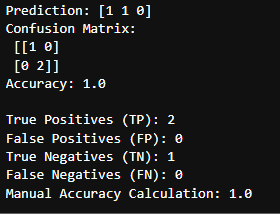 Prediction: [1 1 0]
Confusion Matrix:
[[1 0]
[0 2]]
Accuracy: 1.0
True Positives (TP): 2
False Positives (FP): 0
True Negatives (TN): 1
False Negatives (FN): 0
Manual Accuracy Calculation: 1.0